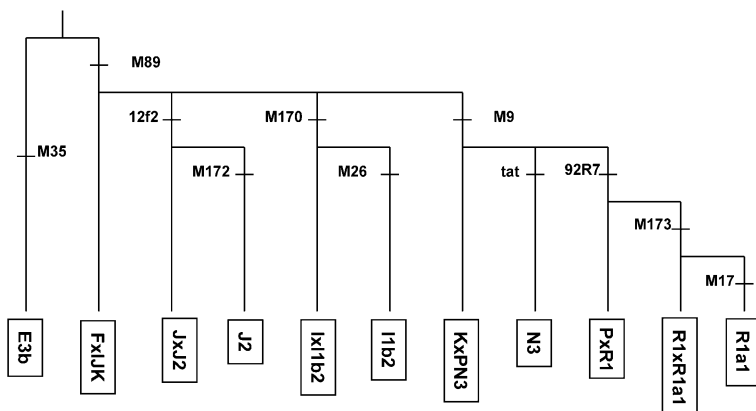 M89
12f2
M170
M9
M35
M172
M26
tat
92R7
M173
M17
E3b
FxIJK
JxJ2
J2
IxI1b2
I1b2
KxPN3
N3
PxR1
R1xR1a1
R1a1